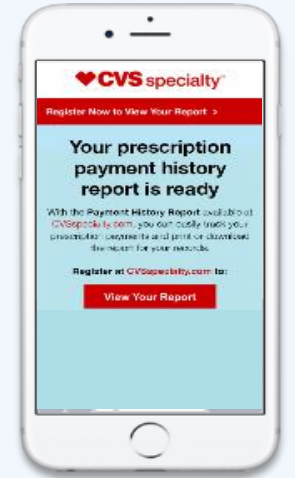 CVS specialty™
Register Now to View Your Report >
Your prescription
payment history
report is ready
With the Payment History Report available at
CVSspecialty.com, you can easily track your
prescription payments and print or download
the report for your records.
Register at CVSspecialty.com to:
View Your Report